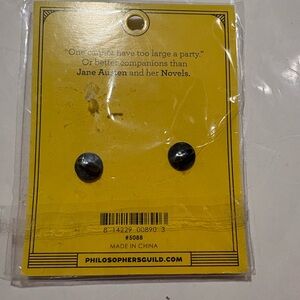 "One cannot have too large a party."
Or better companions than
Jane Austen and her Novels.
8 14229 00890 3
#5088
MADE IN CHINA
PHILOSOPHERSGUILD.COM